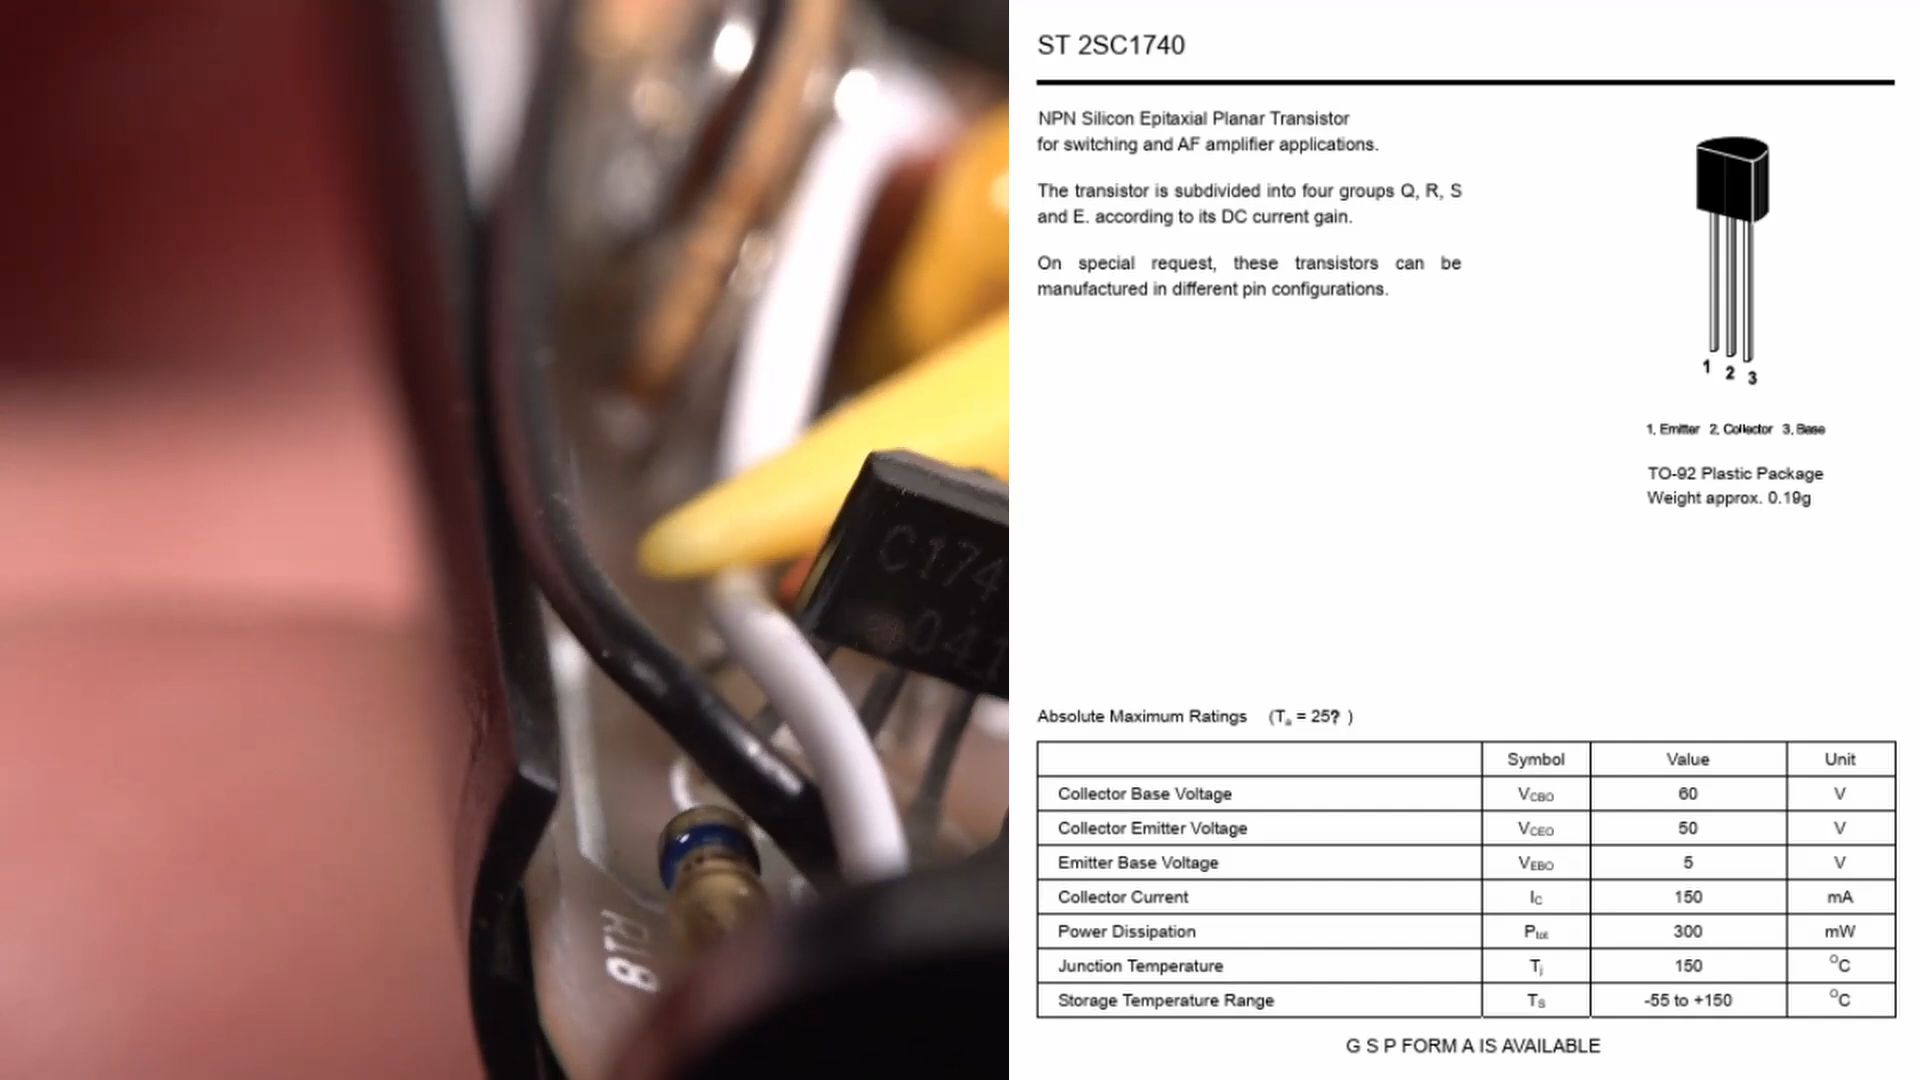 C174
041
R18
ST 2SC1740
NPN Silicon Epitaxial Planar Transistor
for switching and AF amplifier applications.
The transistor is subdivided into four groups Q, R, S
and E. according to its DC current gain.
On special request, these transistors can be
manufactured in different pin configurations.
1 2 3
1. Emitter 2. Collector 3. Base
TO-92 Plastic Package
Weight approx. 0.19g
Absolute Maximum Ratings (Ta = 25? )
Symbol Value Unit
Collector Base Voltage VCBO 60 V
Collector Emitter Voltage VCEO 50 V
Emitter Base Voltage VEBO 5 V
Collector Current IC 150 mA
Power Dissipation Ptot 300 mW
Junction Temperature Tj 150 °C
Storage Temperature Range TS -55 to +150 °C
G S P FORM A IS AVAILABLE